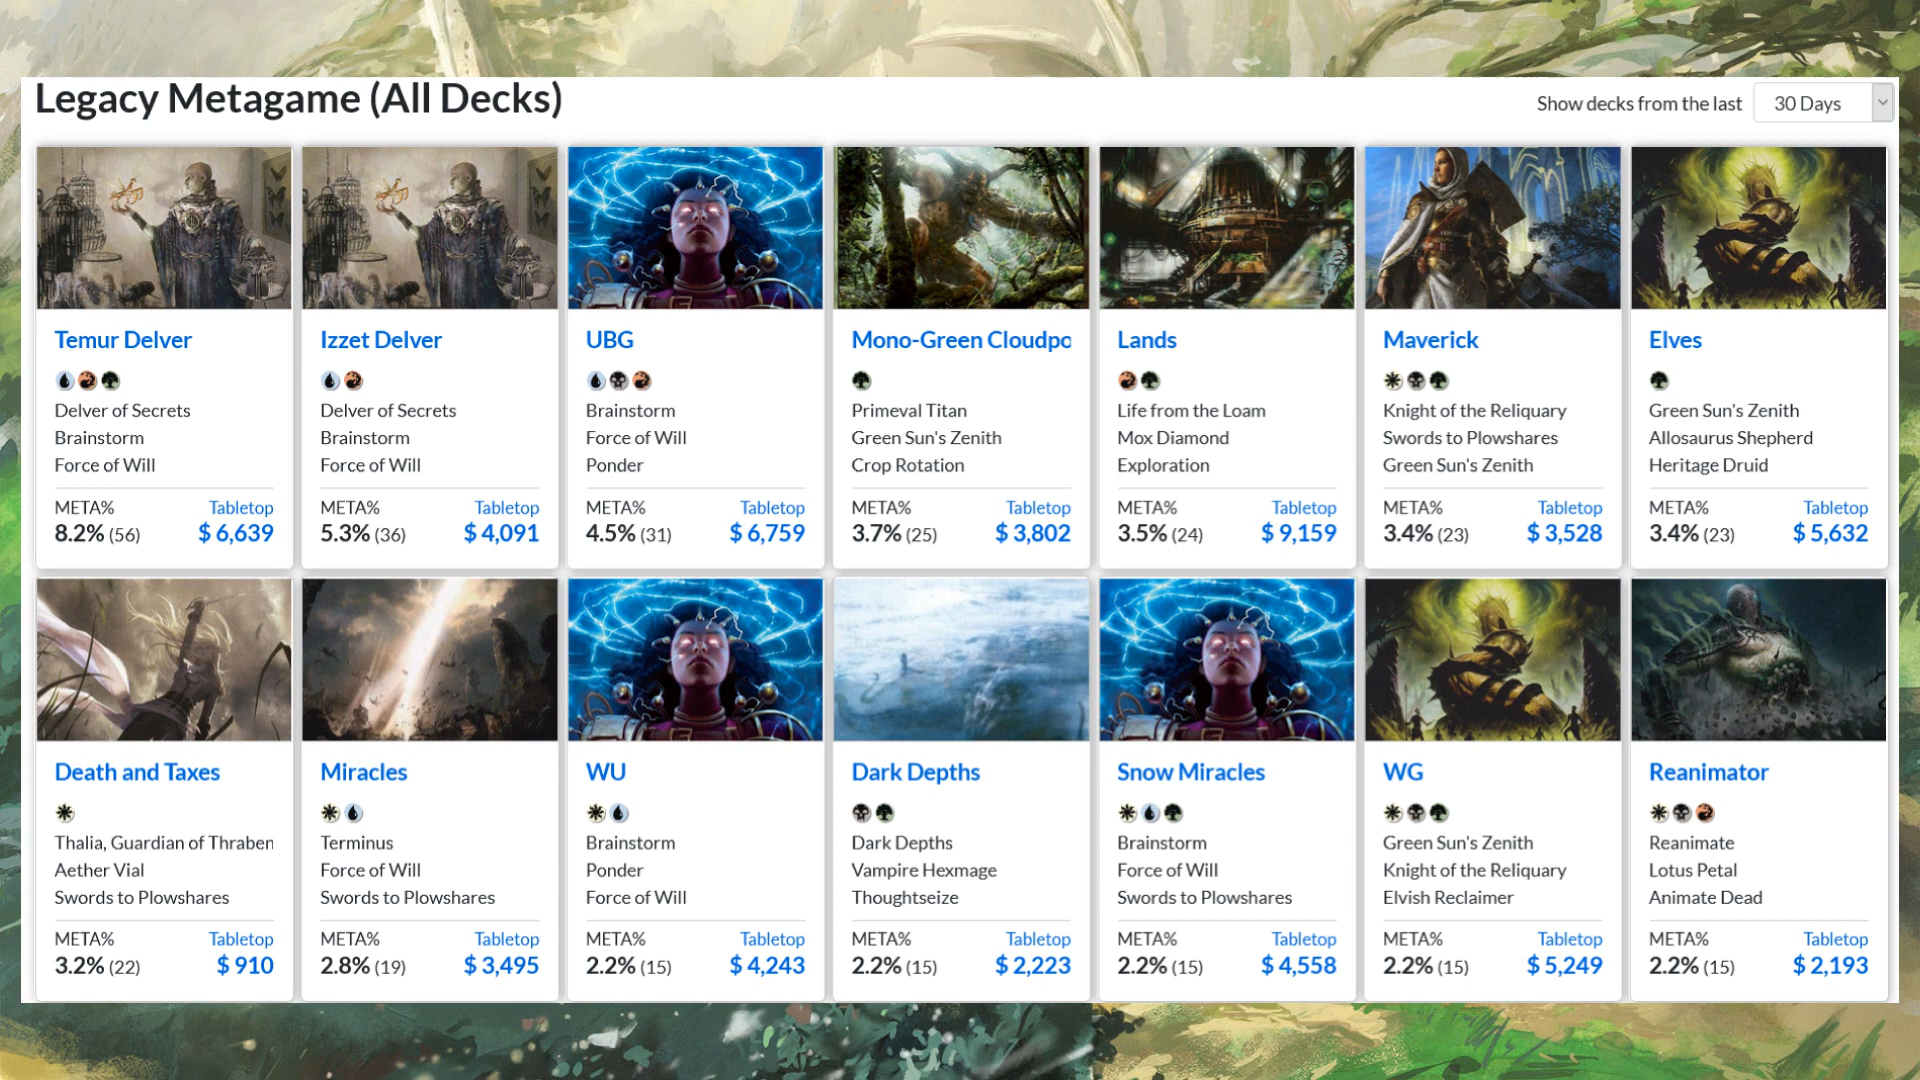 Legacy Metagame (All Decks)
Show decks from the last 30 Days
Temur Delver
Delver of Secrets
Brainstorm
Force of Will
META% Tabletop
8.2% (56) $ 6,639
Izzet Delver
Delver of Secrets
Brainstorm
Force of Will
META% Tabletop
5.3% (36) $ 4,091
UBG
Brainstorm
Force of Will
Ponder
META% Tabletop
4.5% (31) $ 6,759
Mono-Green Cloudpo
Primeval Titan
Green Sun's Zenith
Crop Rotation
META% Tabletop
3.7% (25) $ 3,802
Lands
Life from the Loam
Mox Diamond
Exploration
META% Tabletop
3.5% (24) $ 9,159
Maverick
Knight of the Reliquary
Swords to Plowshares
Green Sun's Zenith
META% Tabletop
3.4% (23) $ 3,528
Elves
Green Sun's Zenith
Allosaurus Shepherd
Heritage Druid
META% Tabletop
3.4% (23) $ 5,632
Death and Taxes
Thalia, Guardian of Thraben
Aether Vial
Swords to Plowshares
META% Tabletop
3.2% (22) $ 910
Miracles
Terminus
Force of Will
Swords to Plowshares
META% Tabletop
2.8% (19) $ 3,495
WU
Brainstorm
Ponder
Force of Will
META% Tabletop
2.2% (15) $ 4,243
Dark Depths
Dark Depths
Vampire Hexmage
Thoughtseize
META% Tabletop
2.2% (15) $ 2,223
Snow Miracles
Brainstorm
Force of Will
Swords to Plowshares
META% Tabletop
2.2% (15) $ 4,558
WG
Green Sun's Zenith
Knight of the Reliquary
Elvish Reclaimer
META% Tabletop
2.2% (15) $ 5,249
Reanimator
Reanimate
Lotus Petal
Animate Dead
META% Tabletop
2.2% (15) $ 2,193